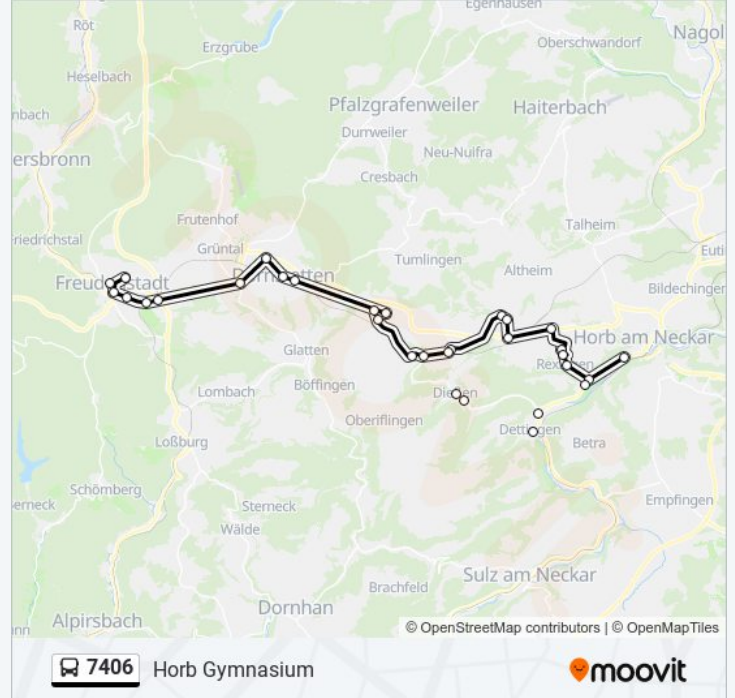 Egenhausen
Röt
Nagol
Erzgrube
Oberschwandorf
Heselbach
Pfalzgrafenweiler
Haiterbach
nbach
Durrweiler
ersbronn
Neu-Nuifra
Cresbach
Frutenhof
Talheim
riedrichstal
Grüntal
Euti
Tumlingen
Altheim
Freudenstadt
Dornstetten
Bildechinger
Horb am Neckar
Glatten
Rexingen
Böffingen
Lombach
Dießen
Oberiflingen
Dettingen
Betra
Loßburg
Schömberg
Empfingen
erneck
Sterneck
Wälde
Sulz am Neckar
Brachfeld
Dornhan
Alpirsbach
nn
© OpenStreetMap contributors | © OpenMapTiles
7406 Horb Gymnasium
moovit